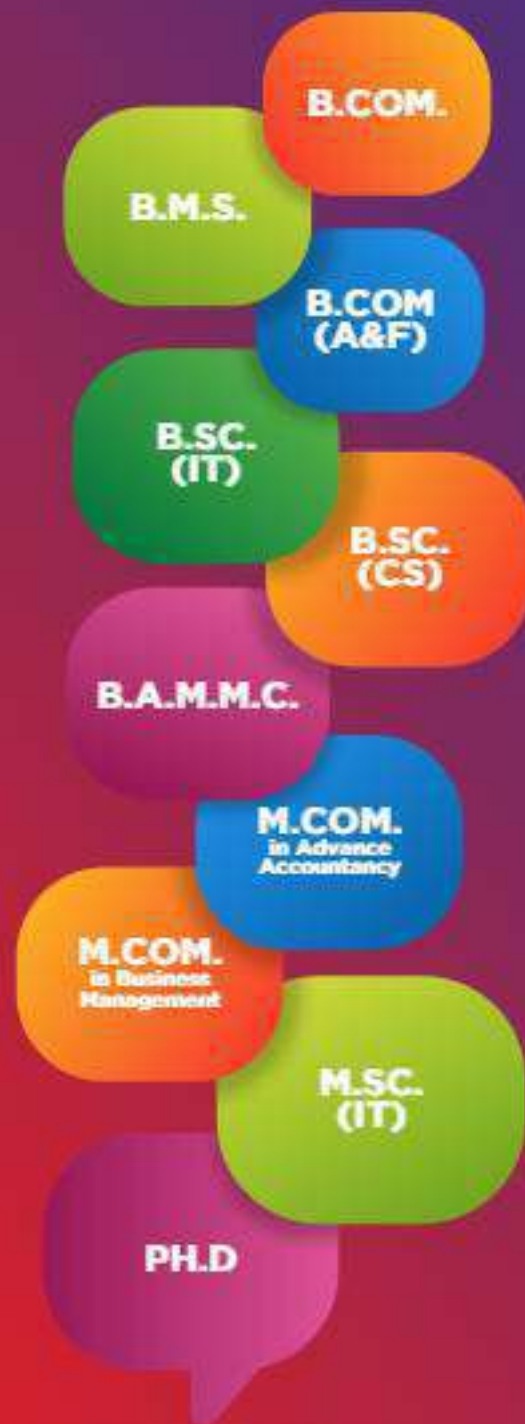 B.COM.
B.M.S.
B.COM
(A&F)
B.SC.
(IT)
B.SC.
(CS)
B.A.M.M.C.
M.COM.
in Advance
Accountancy
M.COM.
in Business
Management
M.SC.
(IT)
PH.D